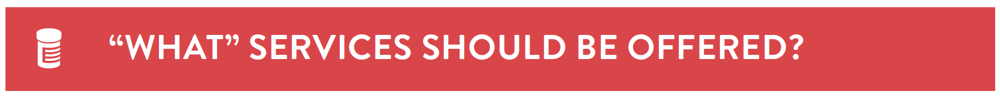 “WHAT” SERVICES SHOULD BE OFFERED?